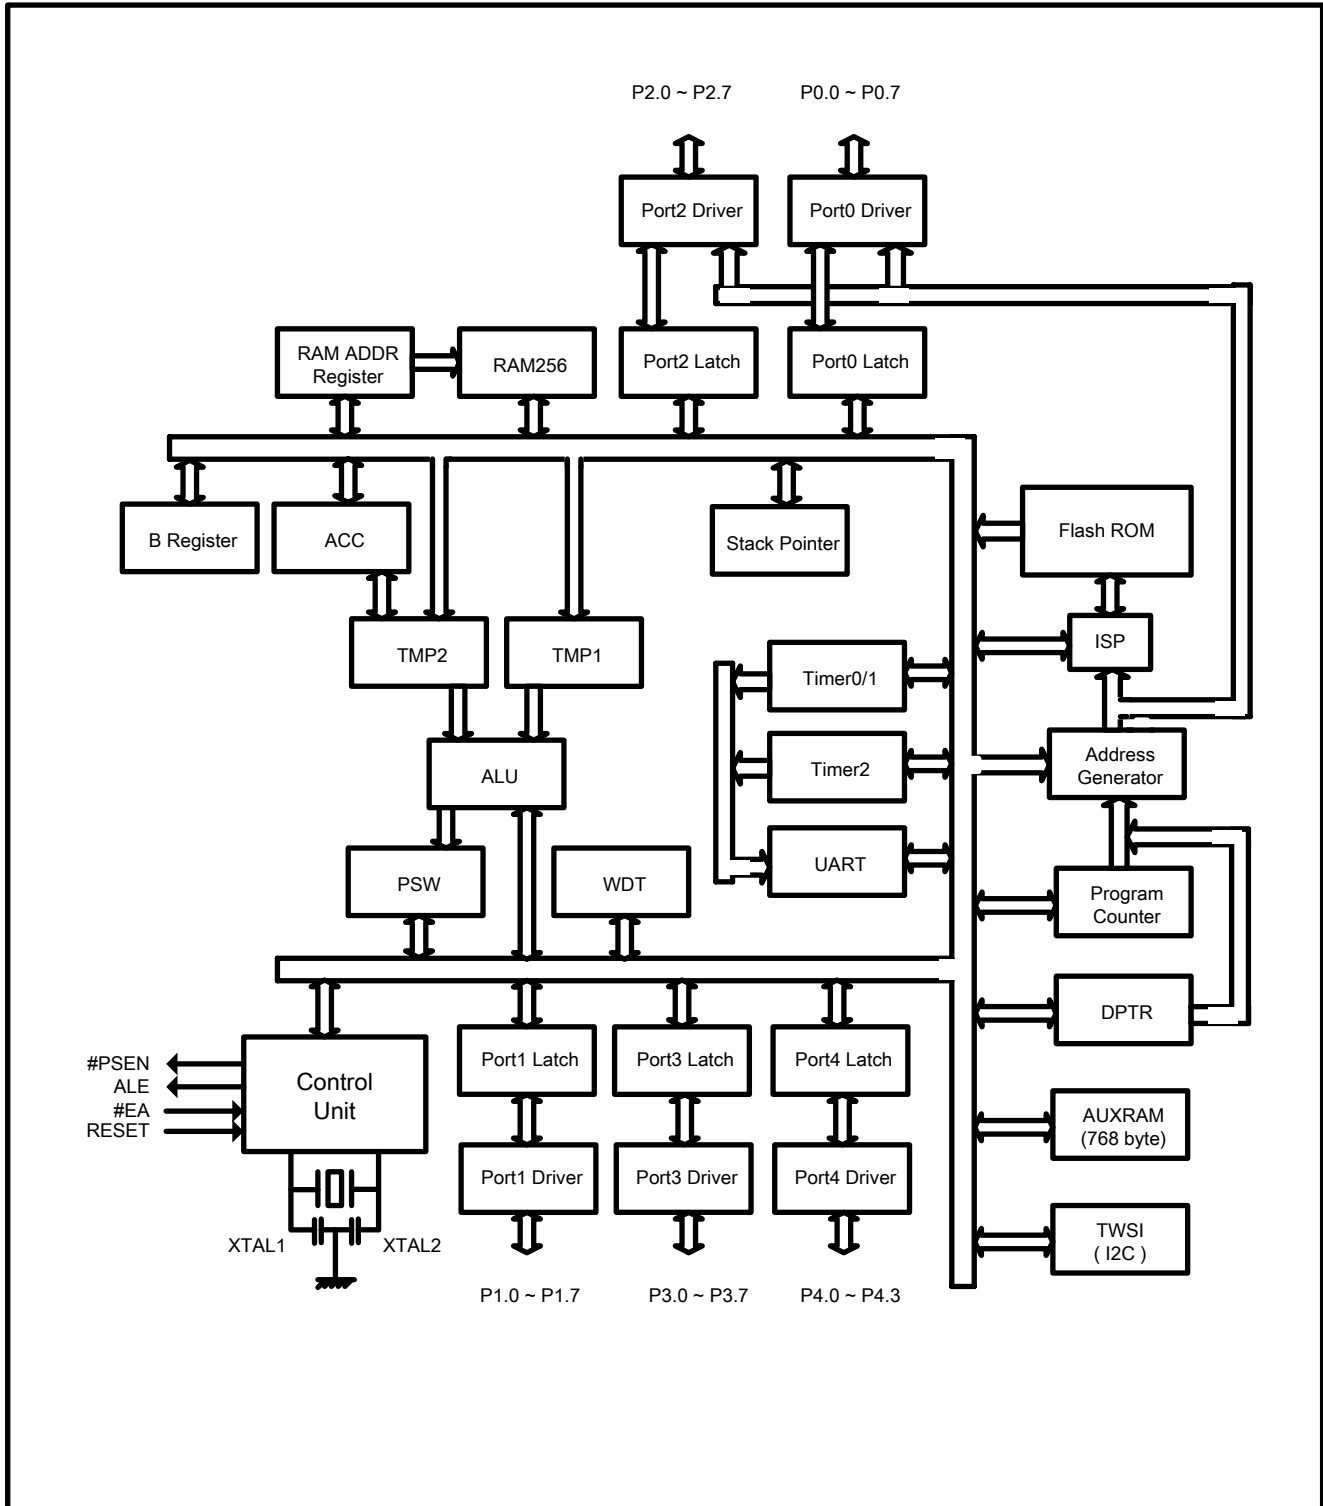 P2.0 ~ P2.7
P0.0 ~ P0.7
Port2 Driver
Port0 Driver
RAM ADDR
Register
RAM256
Port2 Latch
Port0 Latch
B Register
ACC
Stack Pointer
Flash ROM
TMP2
TMP1
ISP
Timer0/1
ALU
Timer2
Address
Generator
PSW
WDT
UART
Program
Counter
DPTR
#PSEN
ALE
#EA
RESET
Control
Unit
Port1 Latch
Port3 Latch
Port4 Latch
AUXRAM
(768 byte)
Port1 Driver
Port3 Driver
Port4 Driver
XTAL1
XTAL2
TWSI
( I2C )
P1.0 ~ P1.7
P3.0 ~ P3.7
P4.0 ~ P4.3